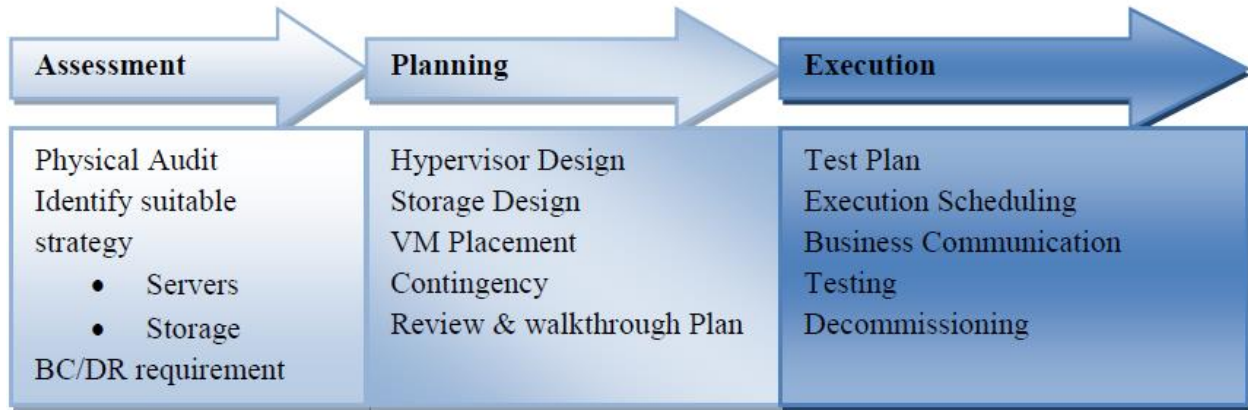 Assessment
Physical Audit
Identify suitable
strategy
• Servers
• Storage
BC/DR requirement
Planning
Hypervisor Design
Storage Design
VM Placement
Contingency
Review & walkthrough Plan
Execution
Test Plan
Execution Scheduling
Business Communication
Testing
Decommissioning